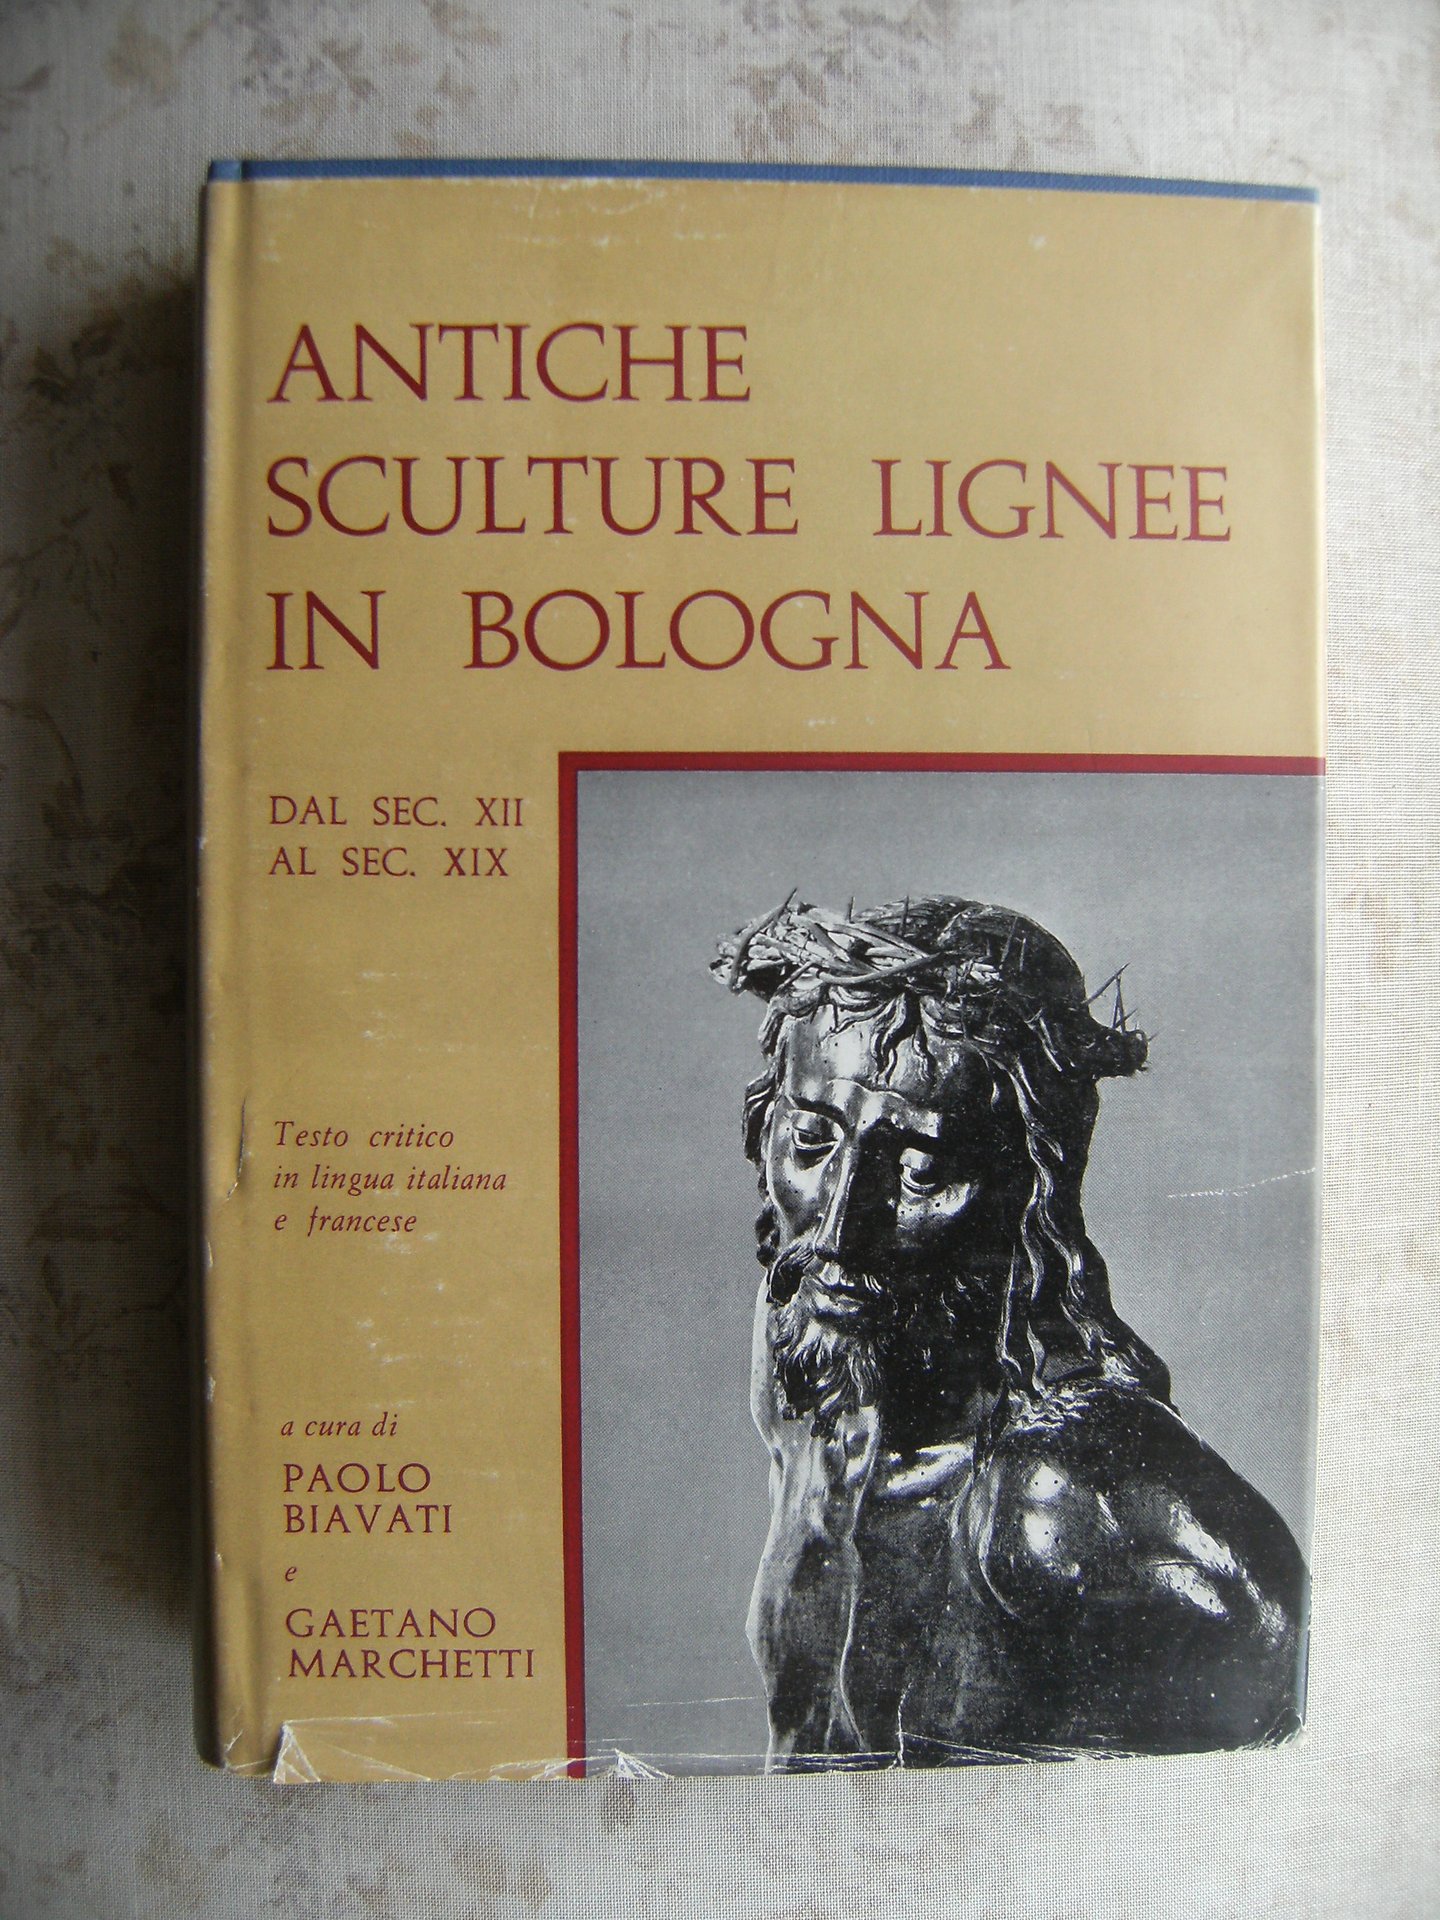 ANTICHE
SCULTURE LIGNEE
IN BOLOGNA
DAL SEC. XII
AL SEC. XIX
Testo critico
in lingua italiana
e francese
a cura di
PAOLO
BIAVATI
e
GAETANO
MARCHETTI